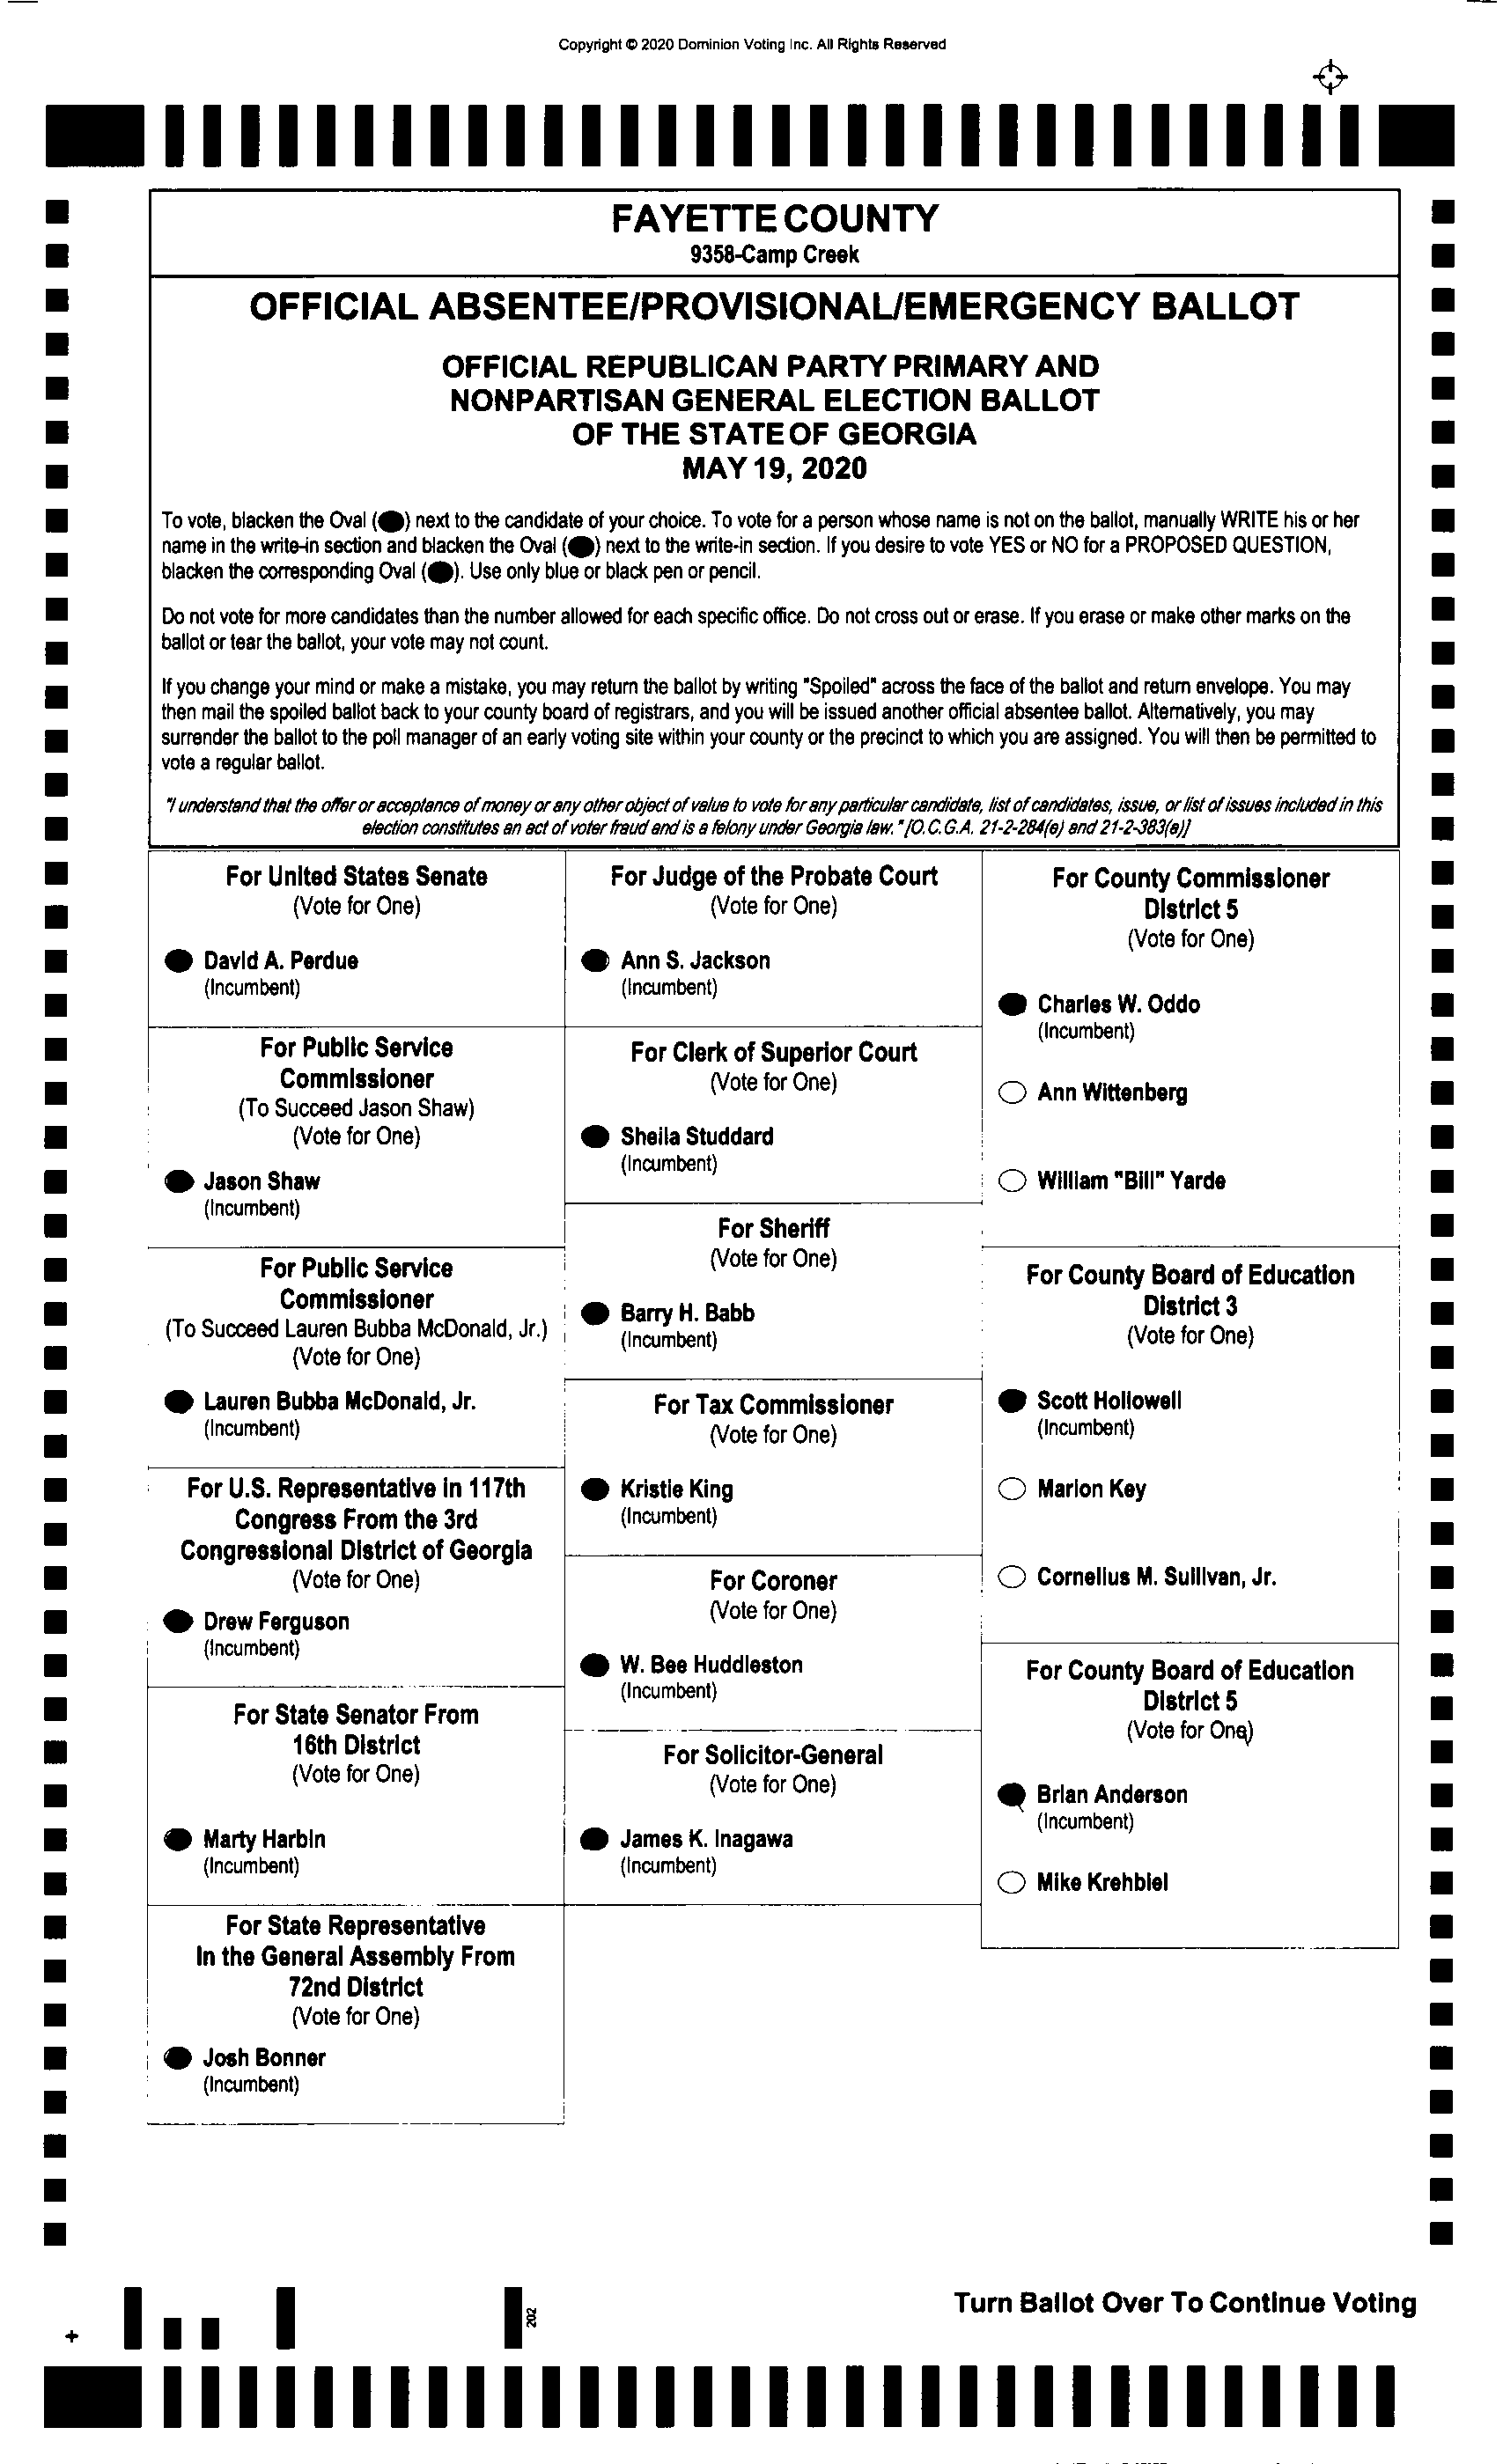 Copyright © 2020 Dominion Voting Inc. All Rights Reserved
FAYETTE COUNTY
9358-Camp Creek
OFFICIAL ABSENTEE/PROVISIONAL/EMERGENCY BALLOT
OFFICIAL REPUBLICAN PARTY PRIMARY AND
NONPARTISAN GENERAL ELECTION BALLOT
OF THE STATE OF GEORGIA
MAY 19, 2020
To vote, blacken the Oval (⬬) next to the candidate of your choice. To vote for a person whose name is not on the ballot, manually WRITE his or her
name in the write-in section and blacken the Oval (⬬) next to the write-in section. If you desire to vote YES or NO for a PROPOSED QUESTION,
blacken the corresponding Oval (⬬). Use only blue or black pen or pencil.
Do not vote for more candidates than the number allowed for each specific office. Do not cross out or erase. If you erase or make other marks on the
ballot or tear the ballot, your vote may not count.
If you change your mind or make a mistake, you may return the ballot by writing "Spoiled" across the face of the ballot and return envelope. You may
then mail the spoiled ballot back to your county board of registrars, and you will be issued another official absentee ballot. Alternatively, you may
surrender the ballot to the poll manager of an early voting site within your county or the precinct to which you are assigned. You will then be permitted to
vote a regular ballot.
"I understand that the offer or acceptance of money or any other object of value to vote for any particular candidate, list of candidates, issue, or list of issues included in this
election constitutes an act of voter fraud and is a felony under Georgia law." [O.C.G.A. 21-2-284(e) and 21-2-383(a)]
For United States Senate
(Vote for One)
David A. Perdue
(Incumbent)
For Public Service
Commissioner
(To Succeed Jason Shaw)
(Vote for One)
Jason Shaw
(Incumbent)
For Public Service
Commissioner
(To Succeed Lauren Bubba McDonald, Jr.)
(Vote for One)
Lauren Bubba McDonald, Jr.
(Incumbent)
For U.S. Representative in 117th
Congress From the 3rd
Congressional District of Georgia
(Vote for One)
Drew Ferguson
(Incumbent)
For State Senator From
16th District
(Vote for One)
Marty Harbin
(Incumbent)
For State Representative
In the General Assembly From
72nd District
(Vote for One)
Josh Bonner
(Incumbent)
For Judge of the Probate Court
(Vote for One)
Ann S. Jackson
(Incumbent)
For Clerk of Superior Court
(Vote for One)
Sheila Studdard
(Incumbent)
For Sheriff
(Vote for One)
Barry H. Babb
(Incumbent)
For Tax Commissioner
(Vote for One)
Kristie King
(Incumbent)
For Coroner
(Vote for One)
W. Bee Huddleston
(Incumbent)
For Solicitor-General
(Vote for One)
James K. Inagawa
(Incumbent)
For County Commissioner
District 5
(Vote for One)
Charles W. Oddo
(Incumbent)
Ann Wittenberg
William "Bill" Yarde
For County Board of Education
District 3
(Vote for One)
Scott Hollowell
(Incumbent)
Marion Key
Cornelius M. Sullivan, Jr.
For County Board of Education
District 5
(Vote for One)
Brian Anderson
(Incumbent)
Mike Krehbiel
Turn Ballot Over To Continue Voting
202